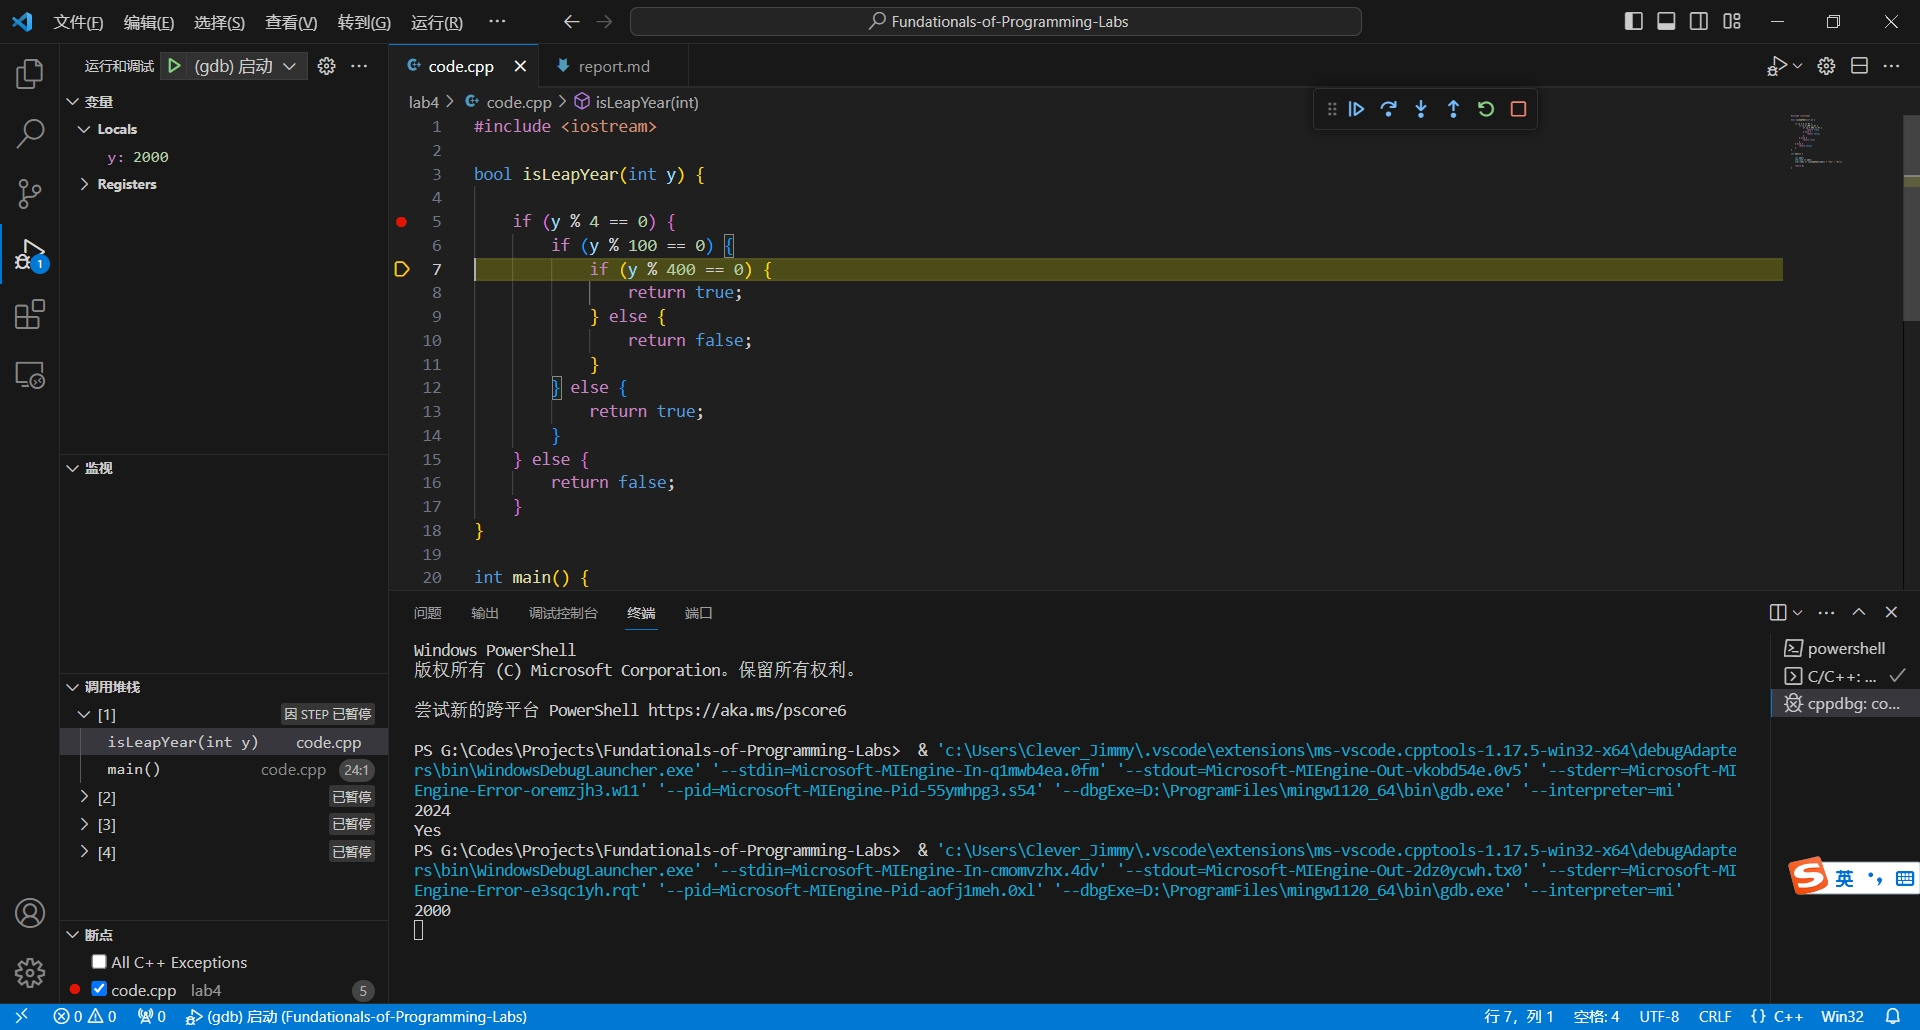 文件(F) 编辑(E) 选择(S) 查看(V) 转到(G) 运行(R) ··· Fundationals-of-Programming-Labs
运行和调试 (gdb) 启动 ···
变量
Locals
y: 2000
Registers
监视
调用堆栈
[1] 因 STEP 已暂停
isLeapYear(int y) code.cpp
main() code.cpp 24:1
[2] 已暂停
[3] 已暂停
[4] 已暂停
断点
All C++ Exceptions
code.cpp lab4 5
1
code.cpp report.md
lab4 > code.cpp > isLeapYear(int)
1 #include <iostream>
2
3 bool isLeapYear(int y) {
4
5     if (y % 4 == 0) {
6         if (y % 100 == 0) {
7             if (y % 400 == 0) {
8                 return true;
9             } else {
10                 return false;
11             }
12         } else {
13             return true;
14         }
15     } else {
16         return false;
17     }
18 }
19
20 int main() {
问题 输出 调试控制台 终端 端口
Windows PowerShell
版权所有 (C) Microsoft Corporation。保留所有权利。
尝试新的跨平台 PowerShell https://aka.ms/pscore6
PS G:\Codes\Projects\Fundationals-of-Programming-Labs>  & 'c:\Users\Clever_Jimmy\.vscode\extensions\ms-vscode.cpptools-1.17.5-win32-x64\debugAdapte
rs\bin\WindowsDebugLauncher.exe' '--stdin=Microsoft-MIEngine-In-q1mwb4ea.0fm' '--stdout=Microsoft-MIEngine-Out-vkobd54e.0v5' '--stderr=Microsoft-MI
Engine-Error-oremzjh3.w11' '--pid=Microsoft-MIEngine-Pid-55ymhpg3.s54' '--dbgExe=D:\ProgramFiles\mingw1120_64\bin\gdb.exe' '--interpreter=mi'
2024
Yes
PS G:\Codes\Projects\Fundationals-of-Programming-Labs>  & 'c:\Users\Clever_Jimmy\.vscode\extensions\ms-vscode.cpptools-1.17.5-win32-x64\debugAdapte
rs\bin\WindowsDebugLauncher.exe' '--stdin=Microsoft-MIEngine-In-cmomvzhx.4dv' '--stdout=Microsoft-MIEngine-Out-2dz0ycwh.tx0' '--stderr=Microsoft-MI
Engine-Error-e3sqc1yh.rqt' '--pid=Microsoft-MIEngine-Pid-aofj1meh.0xl' '--dbgExe=D:\ProgramFiles\mingw1120_64\bin\gdb.exe' '--interpreter=mi'
2000
powershell
C/C++: ...
cppdbg: co...
S 英
0 0 0 (gdb) 启动 (Fundationals-of-Programming-Labs) 行 7，列 1 空格: 4 UTF-8 CRLF {} C++ Win32